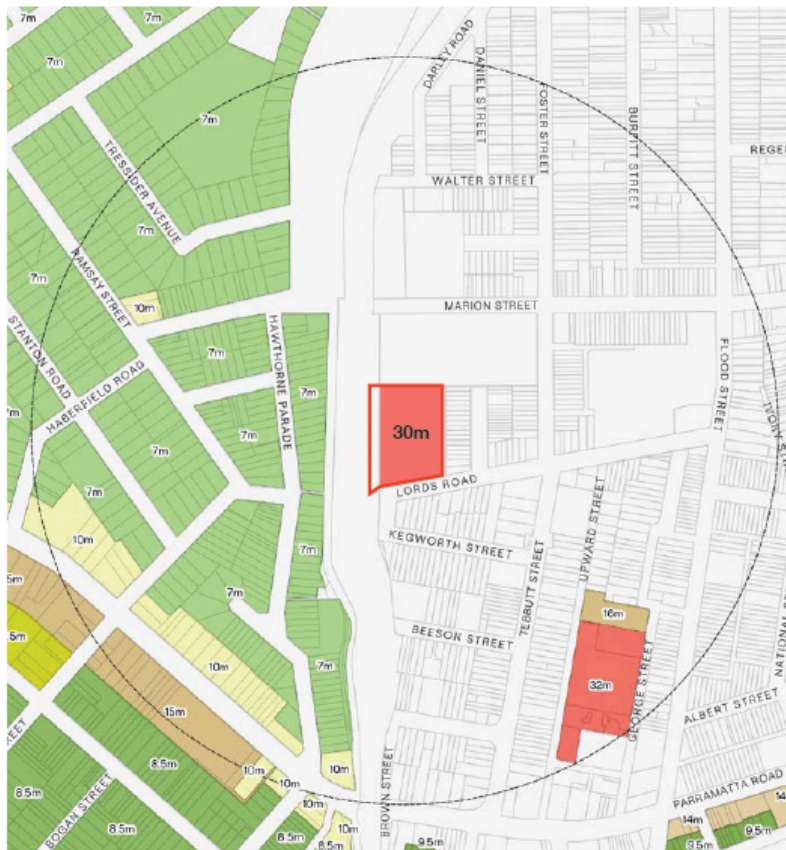 7m
7m
7m
DARLEY ROAD
DANIEL STREET
FOSTER STREET
BURFITT STREET
7m
TRESSIDER AVENUE
REGE
WALTER STREET
7m
7m
RAMSAY STREET
7m
10m
MARION STREET
STANTON ROAD
HAWTHORNE PARADE
7m
FLOOD STREET
HABERFIELD ROAD
7m
7m
30m
LORDS ROAD
7m
10m
KEGWORTH STREET
UPWARD STREET
7m
7m
TEBBUTT STREET
16m
BEESON STREET
10m
7m
NATIONAL
32m
GEORGE STREET
15m
ALBERT STREET
8.5m
10m
10m
10m
BROWN STREET
PARRAMATTA ROAD
8.5m
BOGAN STREET
8.5m
10m
14m
8.5m
8.5m
10m
9.5m
9.5m
9.5m